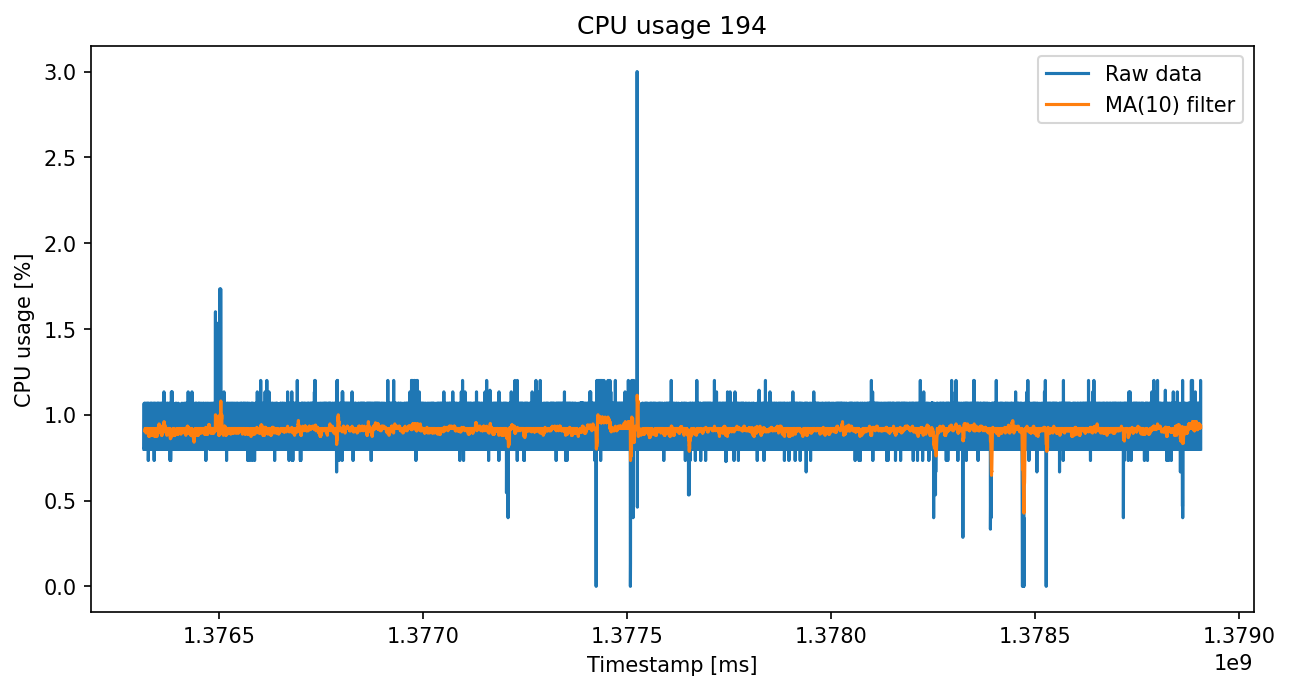 CPU usage 194
Raw data
MA(10) filter
3.0
2.5
2.0
1.5
1.0
0.5
0.0
CPU usage [%]
1.3765 1.3770 1.3775 1.3780 1.3785 1.3790
Timestamp [ms]
1e9